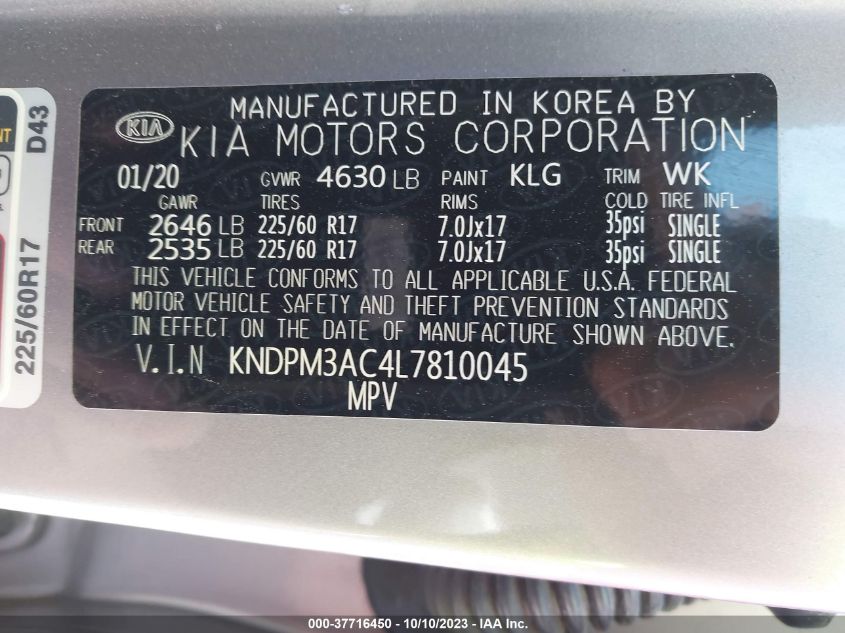 MANUFACTURED IN KOREA BY
KIA KIA MOTORS CORPORATION
01/20 GVWR 4630 LB PAINT KLG TRIM WK
GAWR TIRES RIMS COLD TIRE INFL
FRONT 2646 LB 225/60 R17 7.0Jx17 35psi SINGLE
REAR 2535 LB 225/60 R17 7.0Jx17 35psi SINGLE
THIS VEHICLE CONFORMS TO ALL APPLICABLE U.S.A. FEDERAL
MOTOR VEHICLE SAFETY AND THEFT PREVENTION STANDARDS
IN EFFECT ON THE DATE OF MANUFACTURE SHOWN ABOVE.
V.I.N KNDPM3AC4L7810045
MPV
225/60R17 D43
000-37716450 - 10/10/2023 - IAA Inc.